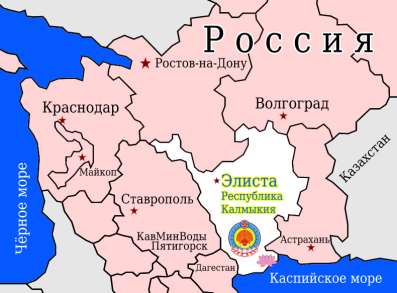 Россия
Ростов-на-Дону
Краснодар
Волгоград
Казахстан
Майкоп
Элиста
Республика
Калмыкия
Ставрополь
Чёрное море
КавМинВоды
Пятигорск
Астрахань
Дагестан
Каспийское море